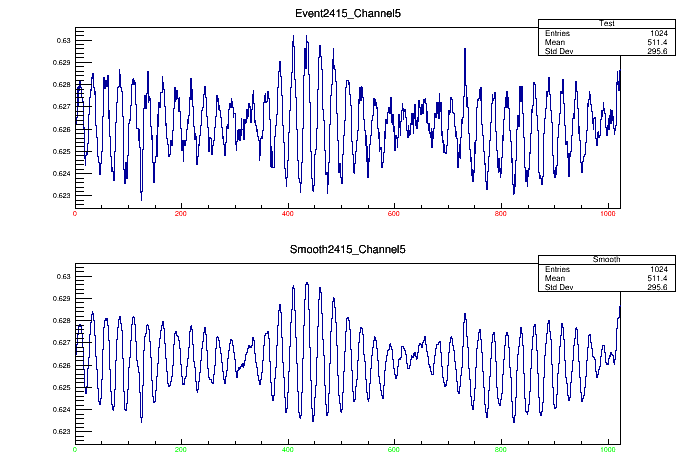 Event2415_Channel5
Test
Entries 1024
Mean 511.4
Std Dev 295.6
0.63
0.629
0.628
0.627
0.626
0.625
0.624
0.623
0 200 400 600 800 1000
Smooth2415_Channel5
Smooth
Entries 1024
Mean 511.4
Std Dev 295.6
0.63
0.629
0.628
0.627
0.626
0.625
0.624
0.623
0 200 400 600 800 1000